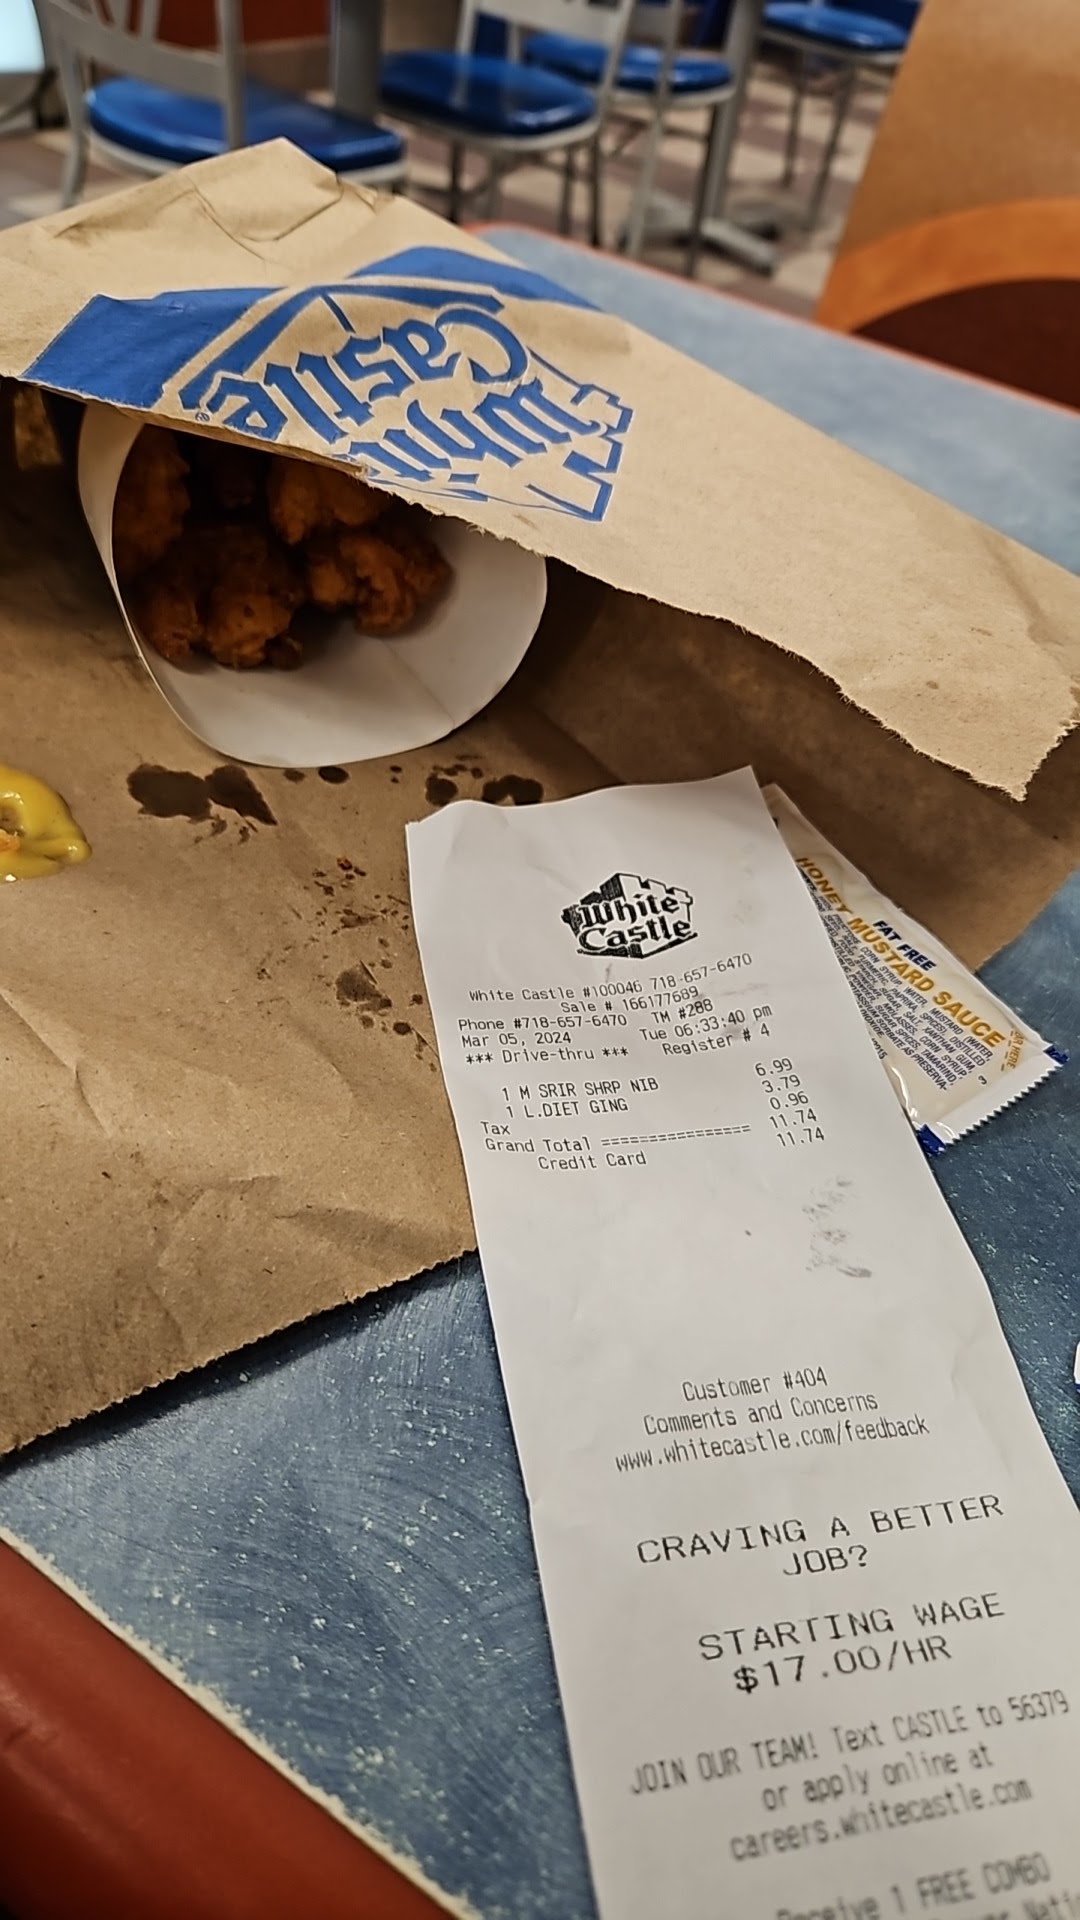 White
Castle
White
Castle
White Castle #100046 718-657-6470
Sale # 166177689
Phone #718-657-6470 TM #288
Mar 05, 2024 Tue 06:33:40 pm
*** Drive-thru *** Register # 4
1 M SRIR SHRP NIB 6.99
1 L.DIET GING 3.79
Tax 0.96
Grand Total ================ 11.74
Credit Card 11.74
Customer #404
Comments and Concerns
www.whitecastle.com/feedback
CRAVING A BETTER
JOB?
STARTING WAGE
$17.00/HR
JOIN OUR TEAM! Text CASTLE to 56379
or apply online at
careers.whitecastle.com
Receive 1 FREE COMBO
FAT FREE
HONEY MUSTARD SAUCE